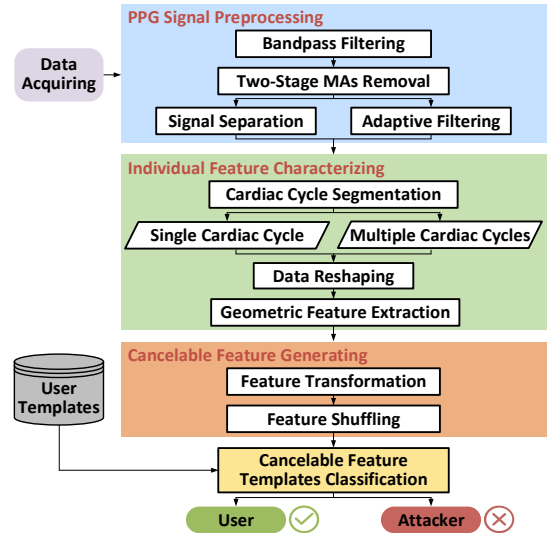 PPG Signal Preprocessing
Bandpass Filtering
Data
Acquiring
Two-Stage MAs Removal
Signal Separation
Adaptive Filtering
Individual Feature Characterizing
Cardiac Cycle Segmentation
Single Cardiac Cycle
Multiple Cardiac Cycles
Data Reshaping
Geometric Feature Extraction
Cancelable Feature Generating
Feature Transformation
User
Templates
Feature Shuffling
Cancelable Feature
Templates Classification
User
Attacker